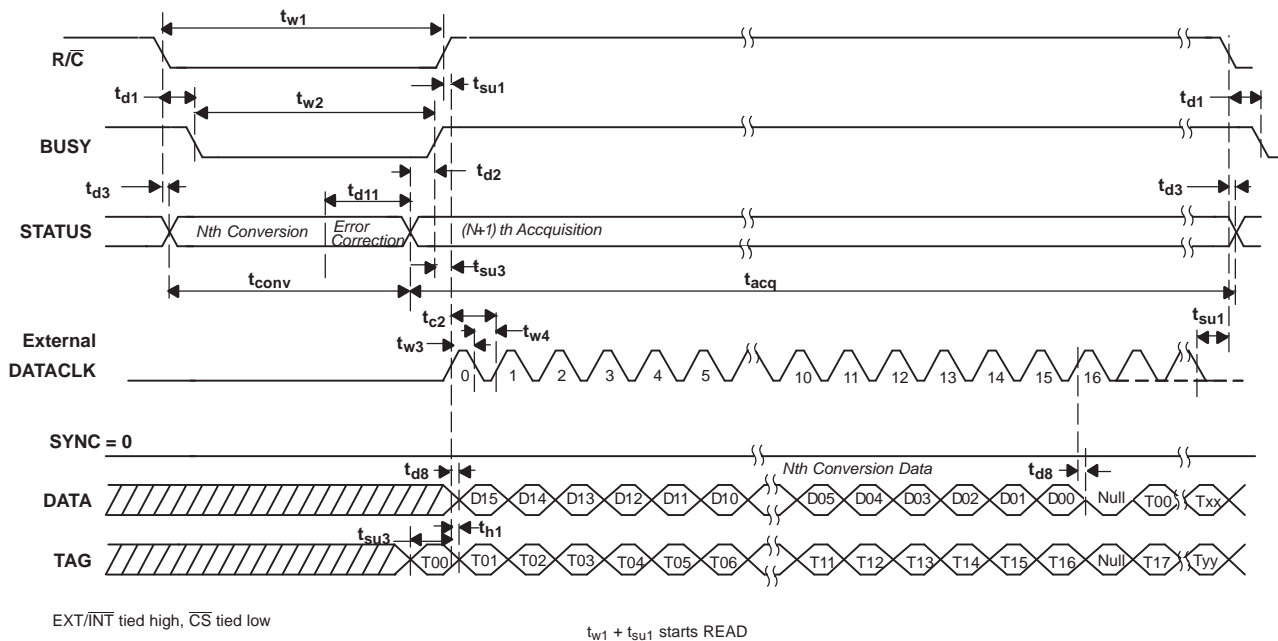 tw1
R/C
tsu1
td1
tw2
td1
BUSY
td2
td3
td11
td3
STATUS
Nth Conversion
Error
Correction
(N+1) th Accquisition
tsu3
tconv
tacq
tc2
tsu1
External
tw3
tw4
DATACLK
0 1 2 3 4 5 10 11 12 13 14 15 16
SYNC = 0
td8
Nth Conversion Data
td8
DATA
D15 D14 D13 D12 D11 D10 D05 D04 D03 D02 D01 D00 Null T00 Txx
tsu3
th1
TAG
T00 T01 T02 T03 T04 T05 T06 T11 T12 T13 T14 T15 T16 Null T17 Tyy
EXT/INT tied high, CS tied low
tw1 + tsu1 starts READ